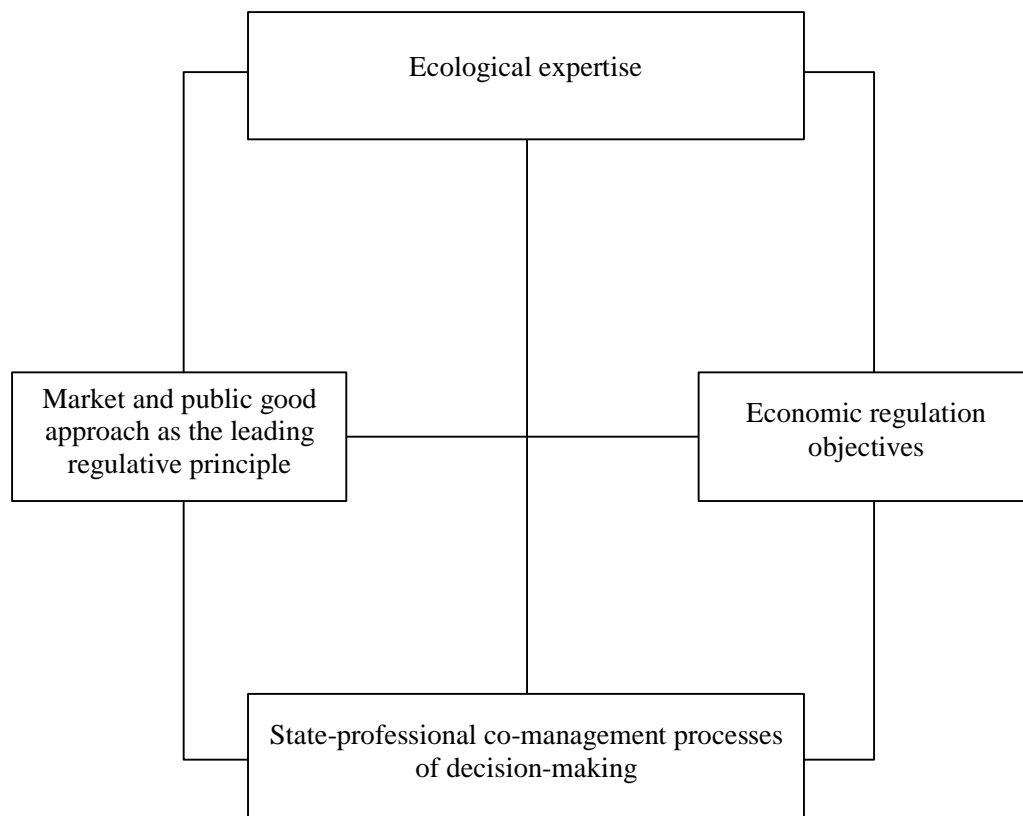 Ecological expertise
Market and public good
approach as the leading
regulative principle
Economic regulation
objectives
State-professional co-management processes
of decision-making